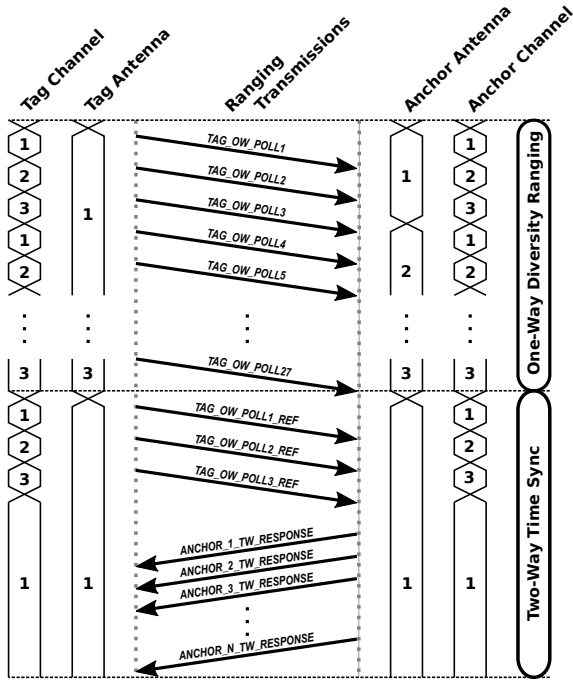 Tag Channel
Tag Antenna
Ranging
Transmissions
Anchor Antenna
Anchor Channel
1
2
3
1
2
3
1
3
TAG_OW_POLL1
TAG_OW_POLL2
TAG_OW_POLL3
TAG_OW_POLL4
TAG_OW_POLL5
TAG_OW_POLL27
1
2
3
1
2
3
1
2
3
One-Way Diversity Ranging
1
2
3
1
1
TAG_OW_POLL1_REF
TAG_OW_POLL2_REF
TAG_OW_POLL3_REF
ANCHOR_1_TW_RESPONSE
ANCHOR_2_TW_RESPONSE
ANCHOR_3_TW_RESPONSE
ANCHOR_N_TW_RESPONSE
1
1
2
3
1
Two-Way Time Sync